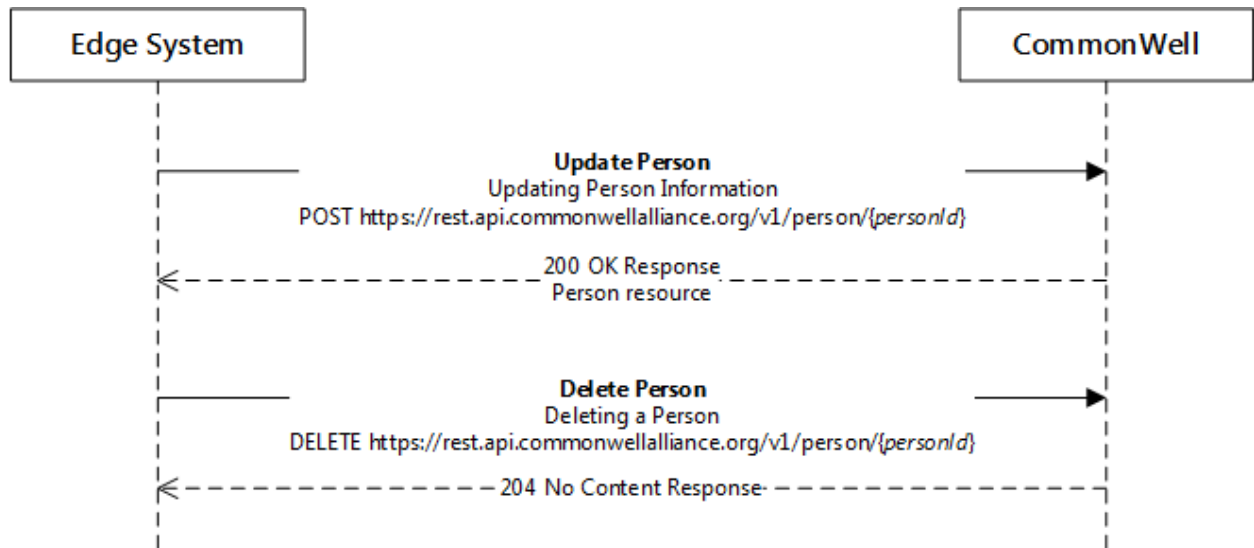 Edge System
CommonWell
Update Person
Updating Person Information
POST https://rest.api.commonwellalliance.org/v1/person/{personId}
200 OK Response
Person resource
Delete Person
Deleting a Person
DELETE https://rest.api.commonwellalliance.org/v1/person/{personId}
204 No Content Response